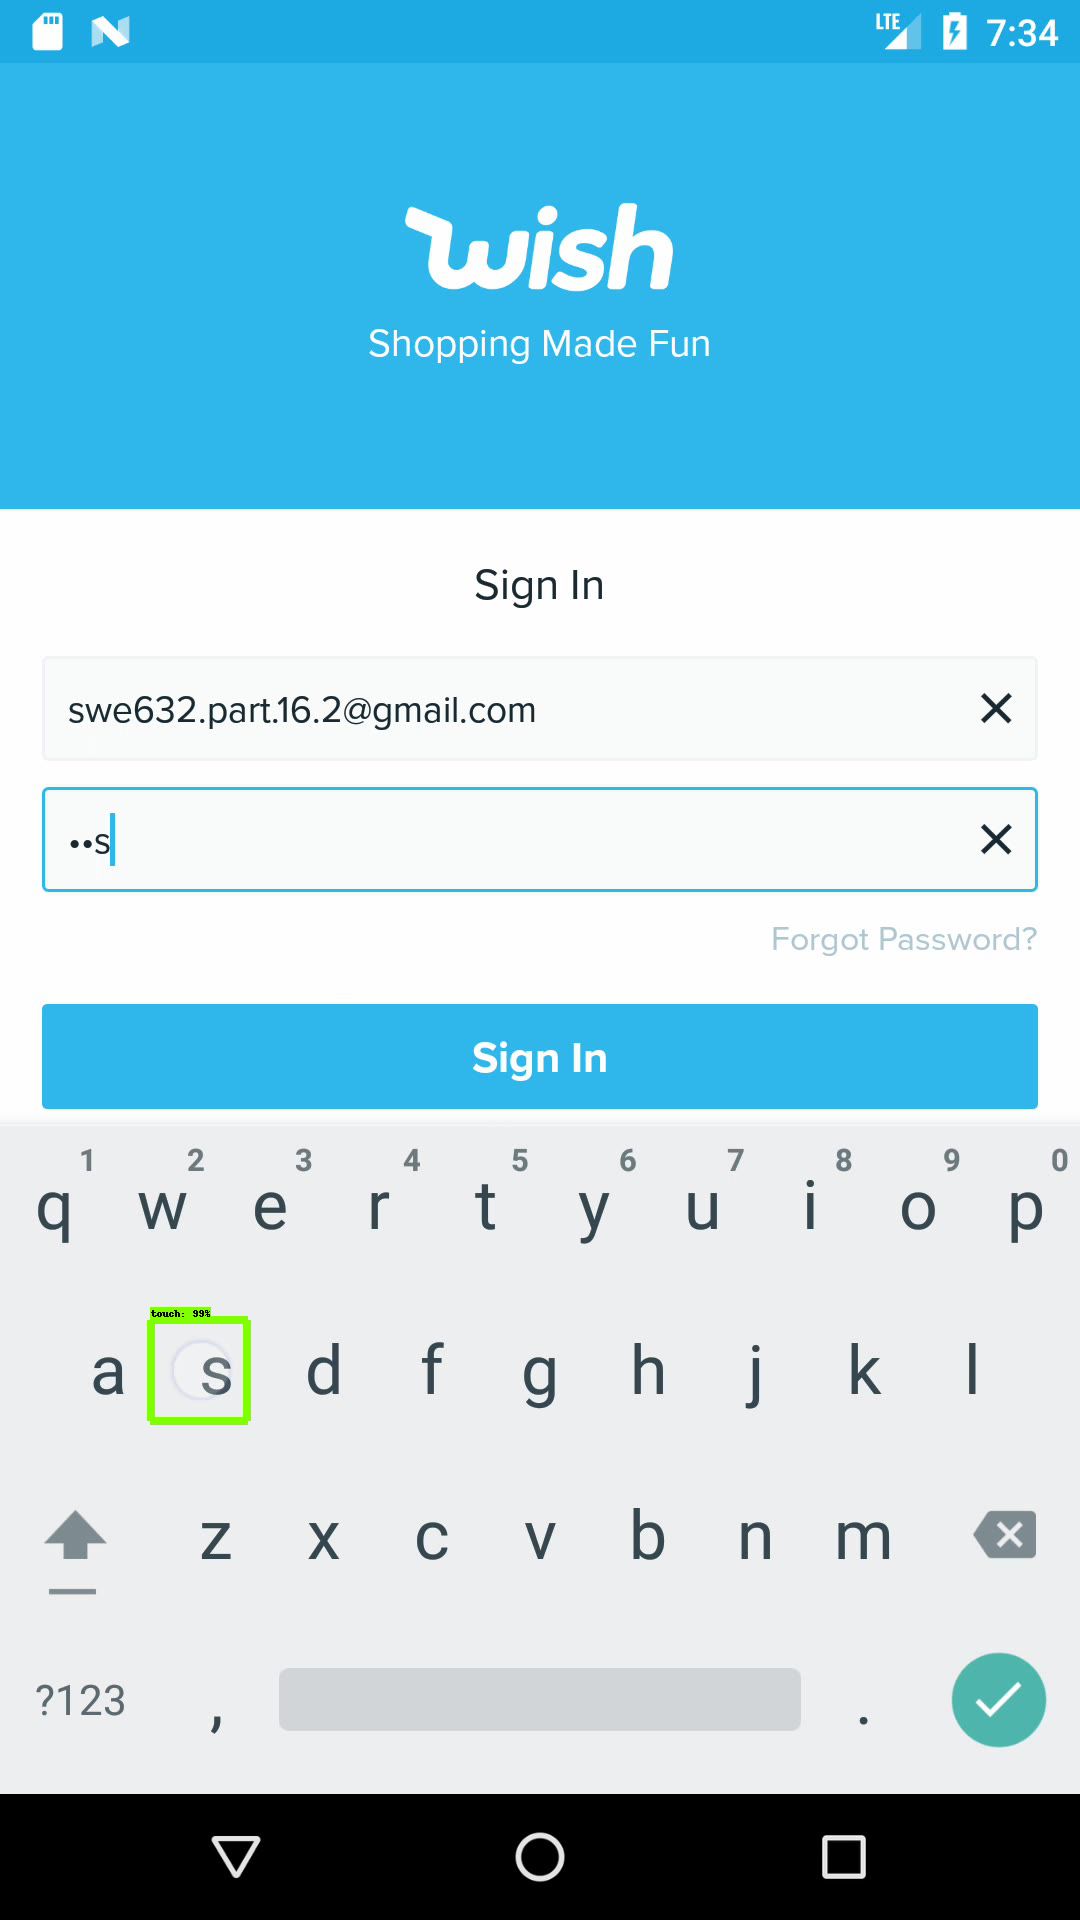 LTE 7:34
wish
Shopping Made Fun
Sign In
swe632.part.16.2@gmail.com
••s
Forgot Password?
Sign In
1 2 3 4 5 6 7 8 9 0
q w e r t y u i o p
touch: 99%
a s d f g h j k l
z x c v b n m
?123 , .